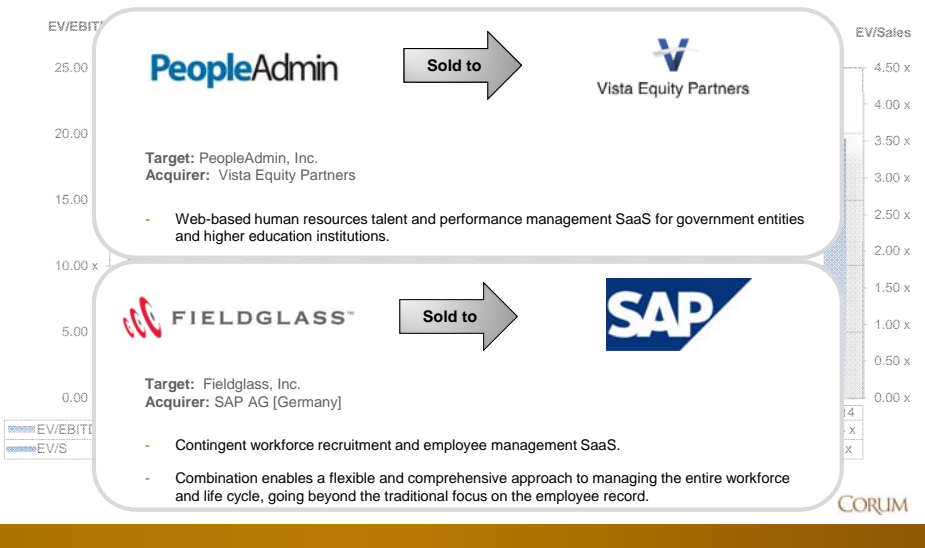 EV/EBIT
EV/Sales
25.00
20.00
15.00
10.00 x
5.00
0.00
4.50 x
4.00 x
3.50 x
3.00 x
2.50 x
2.00 x
1.50 x
1.00 x
0.50 x
0.00 x
PeopleAdmin
Sold to
Vista Equity Partners
Target: PeopleAdmin, Inc.
Acquirer: Vista Equity Partners
- Web-based human resources talent and performance management SaaS for government entities
and higher education institutions.
FIELDGLASS™
Sold to
SAP
Target: Fieldglass, Inc.
Acquirer: SAP AG [Germany]
- Contingent workforce recruitment and employee management SaaS.
- Combination enables a flexible and comprehensive approach to managing the entire workforce
and life cycle, going beyond the traditional focus on the employee record.
14
EV/EBIT
x
EV/S
x
CORUM